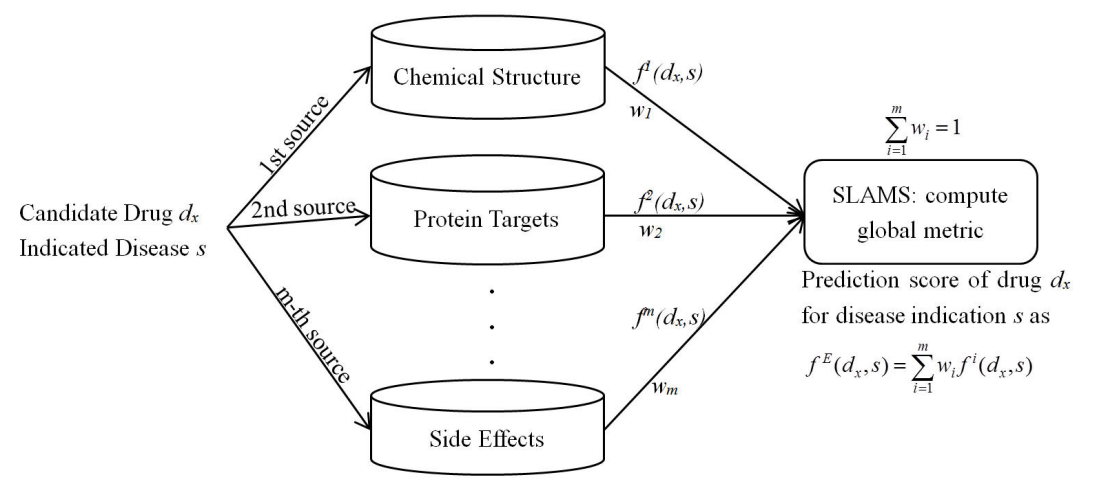 Candidate Drug dₓ
Indicated Disease s
1st source
2nd source
m-th source
Chemical Structure
Protein Targets
.
.
.
Side Effects
f¹(dₓ,s)
w₁
f²(dₓ,s)
w₂
fᵐ(dₓ,s)
wₘ
∑ᵢ₌₁ᵐ wᵢ = 1
SLAMS: compute
global metric
Prediction score of drug dₓ
for disease indication s as
fᴱ(dₓ,s) = ∑ᵢ₌₁ᵐ wᵢ fⁱ(dₓ,s)